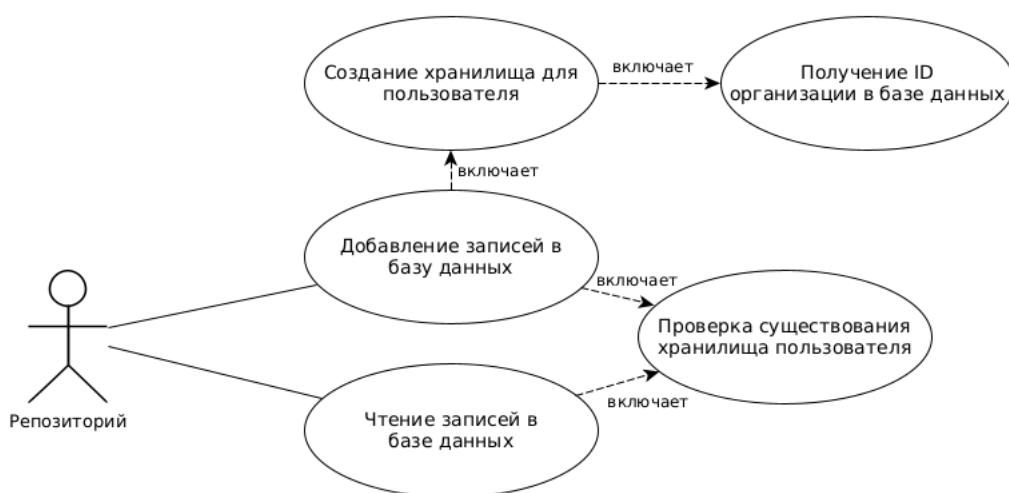 Создание хранилища для
пользователя
включает
Получение ID
организации в базе данных
включает
Добавление записей в
базу данных
включает
Проверка существования
хранилища пользователя
включает
Чтение записей в
базе данных
Репозиторий